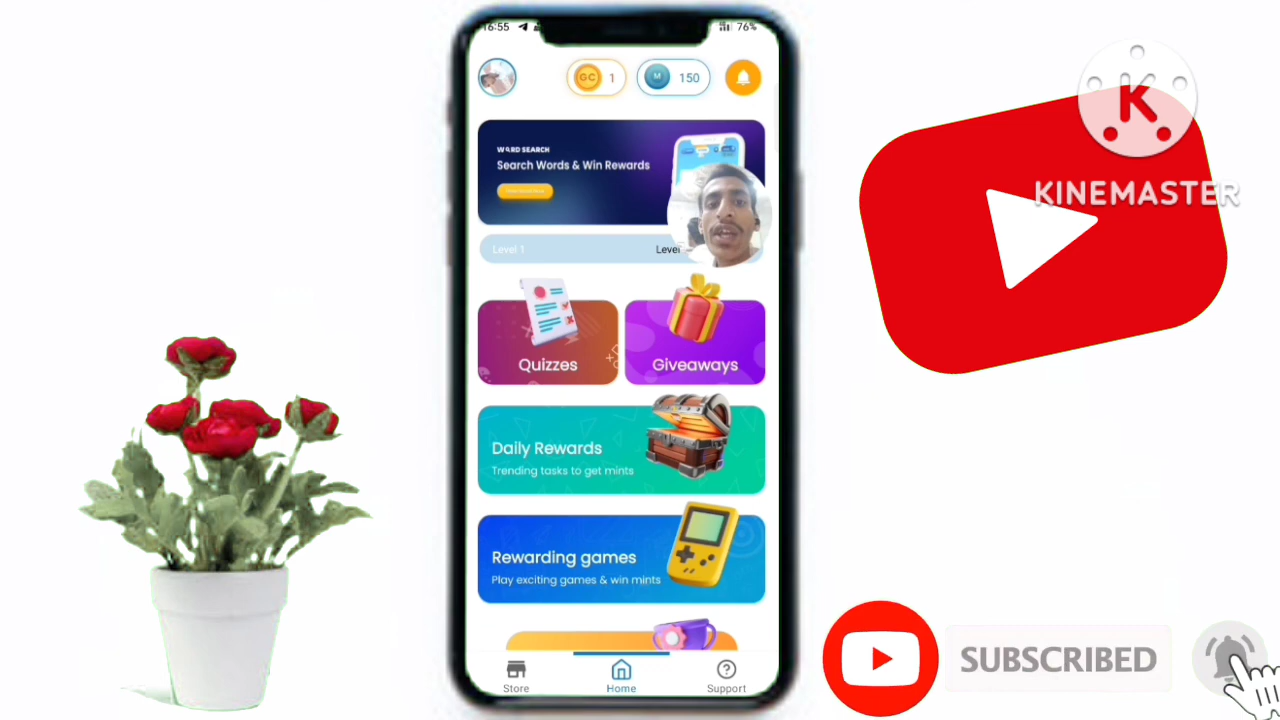 16:55
76%
GC 1
M 150
WORD SEARCH
Search Words & Win Rewards
Level 1
Level
Quizzes
Giveaways
Daily Rewards
Trending tasks to get mints
Rewarding games
Play exciting games & win mints
Store
Home
Support
K
KINEMASTER
SUBSCRIBED